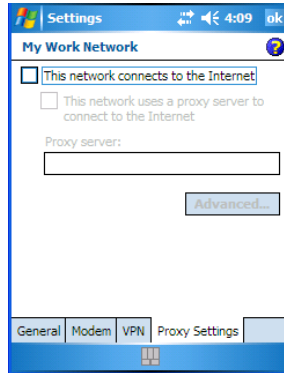 Settings 4:09 ok
My Work Network ?
This network connects to the Internet
This network uses a proxy server to
connect to the Internet
Proxy server:
Advanced...
General Modem VPN Proxy Settings